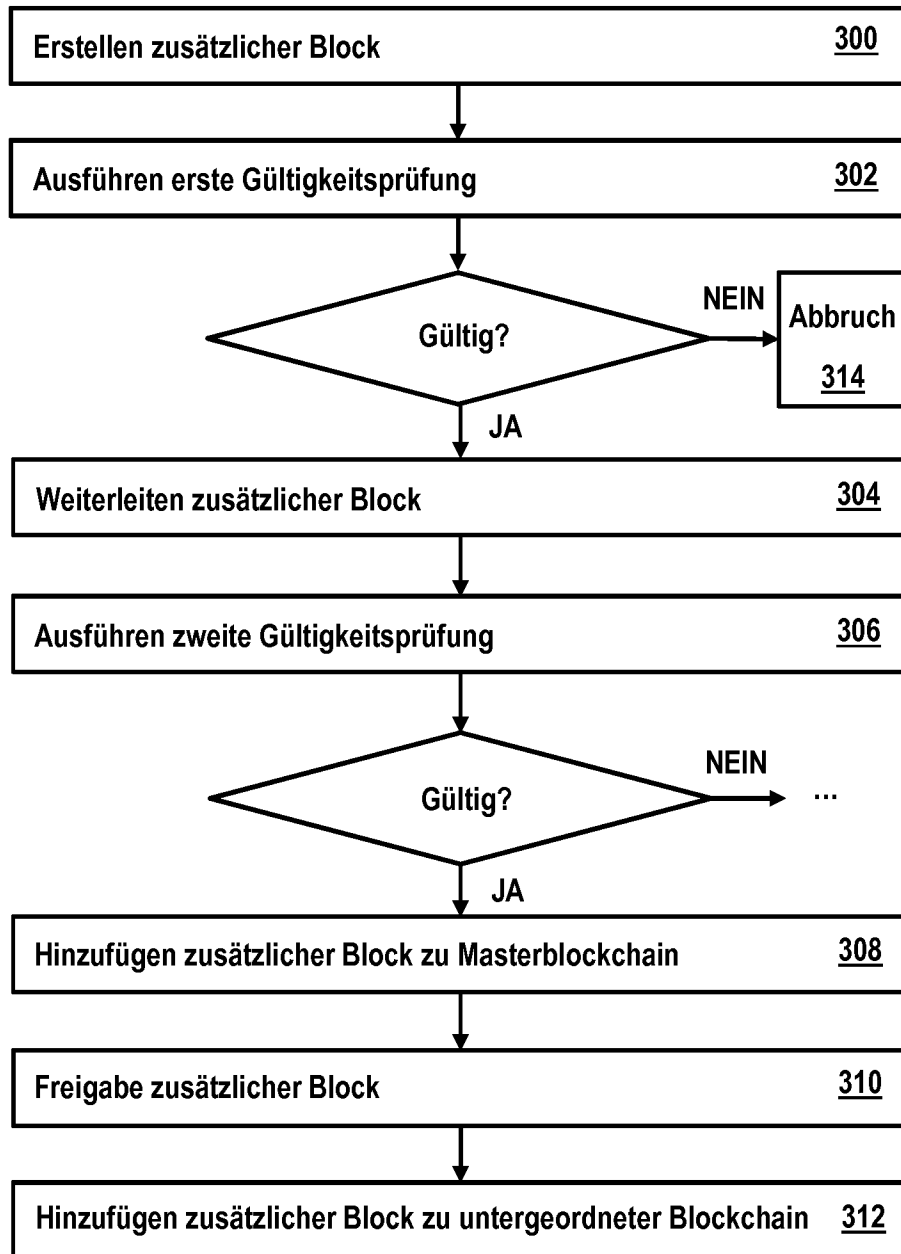 Erstellen zusätzlicher Block 300
Ausführen erste Gültigkeitsprüfung 302
Gültig?
NEIN
Abbruch
314
JA
Weiterleiten zusätzlicher Block 304
Ausführen zweite Gültigkeitsprüfung 306
Gültig?
NEIN
...
JA
Hinzufügen zusätzlicher Block zu Masterblockchain 308
Freigabe zusätzlicher Block 310
Hinzufügen zusätzlicher Block zu untergeordneter Blockchain 312